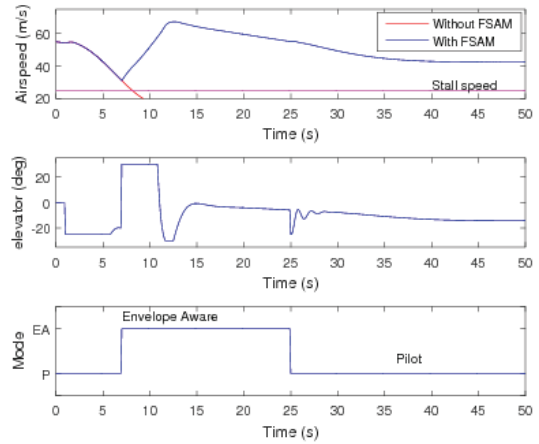 Airspeed (m/s)
60
40
20
Without FSAM
With FSAM
Stall speed
0 5 10 15 20 25 30 35 40 45 50
Time (s)
elevator (deg)
20
0
-20
0 5 10 15 20 25 30 35 40 45 50
Time (s)
Mode
EA
P
Envelope Aware
Pilot
0 5 10 15 20 25 30 35 40 45 50
Time (s)